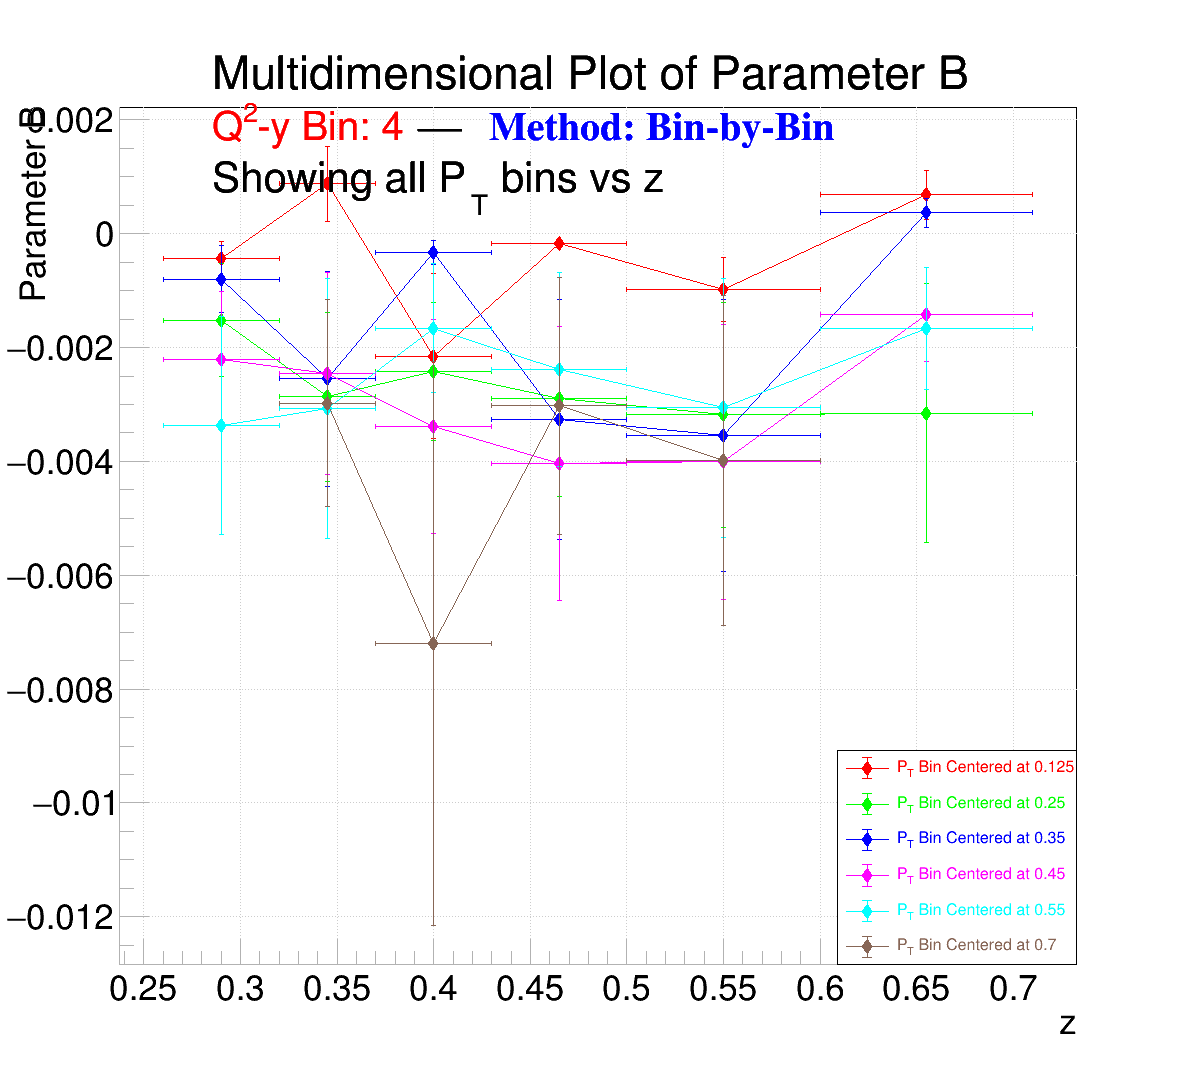 Multidimensional Plot of Parameter B
Q²-y Bin: 4 — Method: Bin-by-Bin
Showing all P_T bins vs z
Parameter B
0.002
0
−0.002
−0.004
−0.006
−0.008
−0.01
−0.012
P_T Bin Centered at 0.125
P_T Bin Centered at 0.25
P_T Bin Centered at 0.35
P_T Bin Centered at 0.45
P_T Bin Centered at 0.55
P_T Bin Centered at 0.7
0.25 0.3 0.35 0.4 0.45 0.5 0.55 0.6 0.65 0.7
z